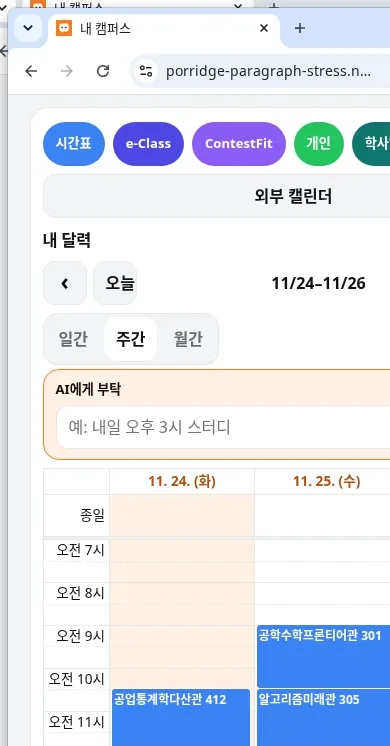 내 캠퍼스
내 캠퍼스
porridge-paragraph-stress.n...
시간표
e-Class
ContestFit
개인
학사
외부 캘린더
내 달력
오늘
11/24–11/26
일간
주간
월간
AI에게 부탁
예: 내일 오후 3시 스터디
11. 24. (화)
11. 25. (수)
종일
오전 7시
오전 8시
오전 9시
공학수학프론티어관 301
오전 10시
공업통계학다산관 412
알고리즘미래관 305
오전 11시